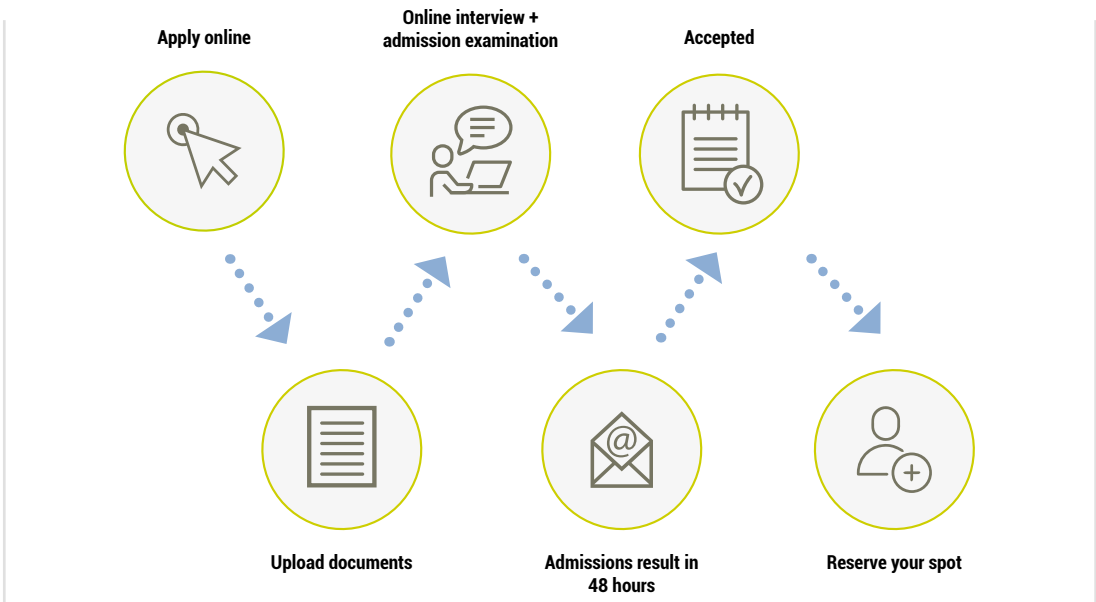 Apply online
Online interview +
admission examination
Accepted
@
Upload documents
Admissions result in
48 hours
Reserve your spot